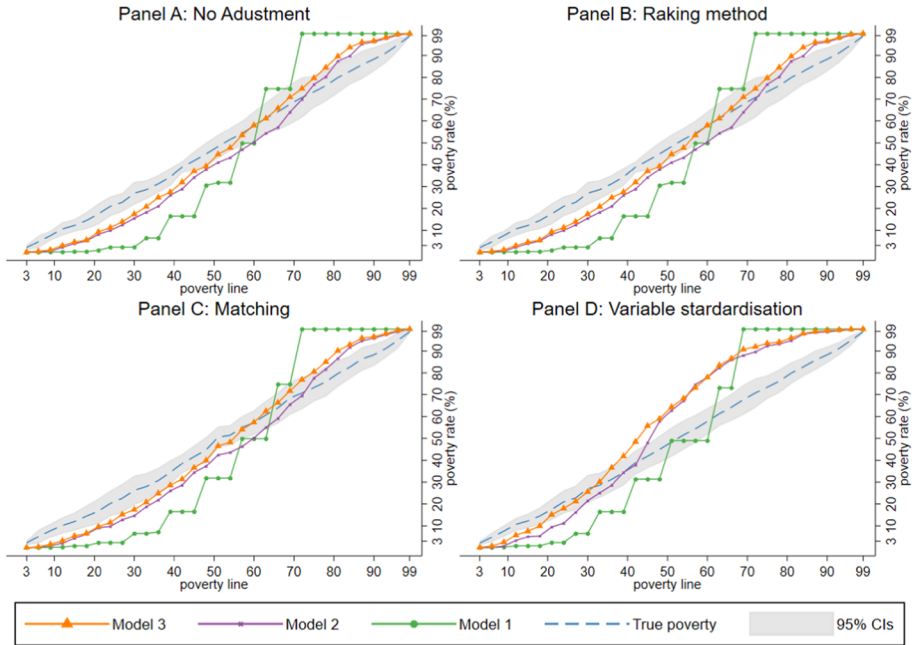 Panel A: No Adustment
Panel B: Raking method
99
90
80
70
60
50
40
30
20
10
3
poverty rate (%)
3 10 20 30 40 50 60 70 80 90 99
poverty line
99
90
80
70
60
50
40
30
20
10
3
poverty rate (%)
3 10 20 30 40 50 60 70 80 90 99
poverty line
Panel C: Matching
Panel D: Variable stardardisation
99
90
80
70
60
50
40
30
20
10
3
poverty rate (%)
3 10 20 30 40 50 60 70 80 90 99
poverty line
99
90
80
70
60
50
40
30
20
10
3
poverty rate (%)
3 10 20 30 40 50 60 70 80 90 99
poverty line
Model 3 Model 2 Model 1 True poverty 95% CIs